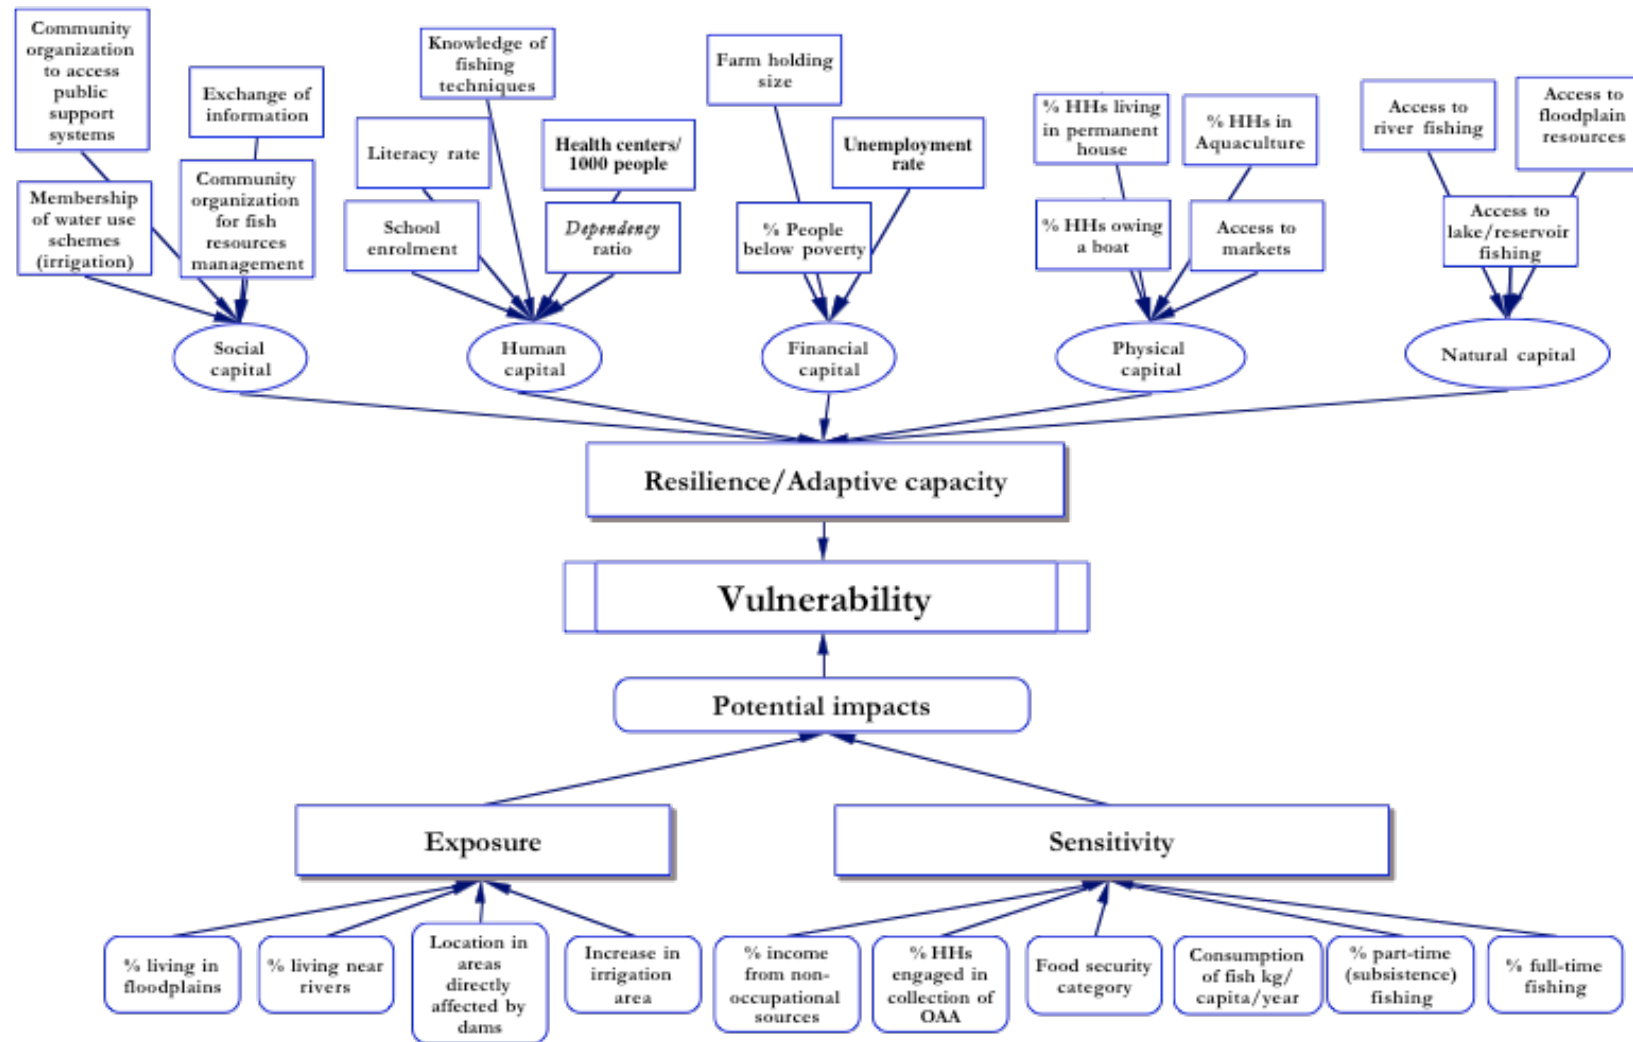 Community
organization
to access
public
support
systems
Exchange of
information
Membership
of water use
schemes
(irrigation)
Community
organization
for fish
resources
management
Knowledge of
fishing
techniques
Literacy rate
Health centers/
1000 people
School
enrolment
Dependency
ratio
Farm holding
size
Unemployment
rate
% People
below poverty
% HHs living
in permanent
house
% HHs in
Aquaculture
% HHs owing
a boat
Access to
markets
Access to
river fishing
Access to
floodplain
resources
Access to
lake/reservoir
fishing
Social
capital
Human
capital
Financial
capital
Physical
capital
Natural capital
Resilience/Adaptive capacity
Vulnerability
Potential impacts
Exposure
Sensitivity
% living in
floodplains
% living near
rivers
Location in
areas
directly
affected by
dams
Increase in
irrigation
area
% income
from non-
occupational
sources
% HHs
engaged in
collection of
OAA
Food security
category
Consumption
of fish kg/
capita/year
% part-time
(subsistence)
fishing
% full-time
fishing